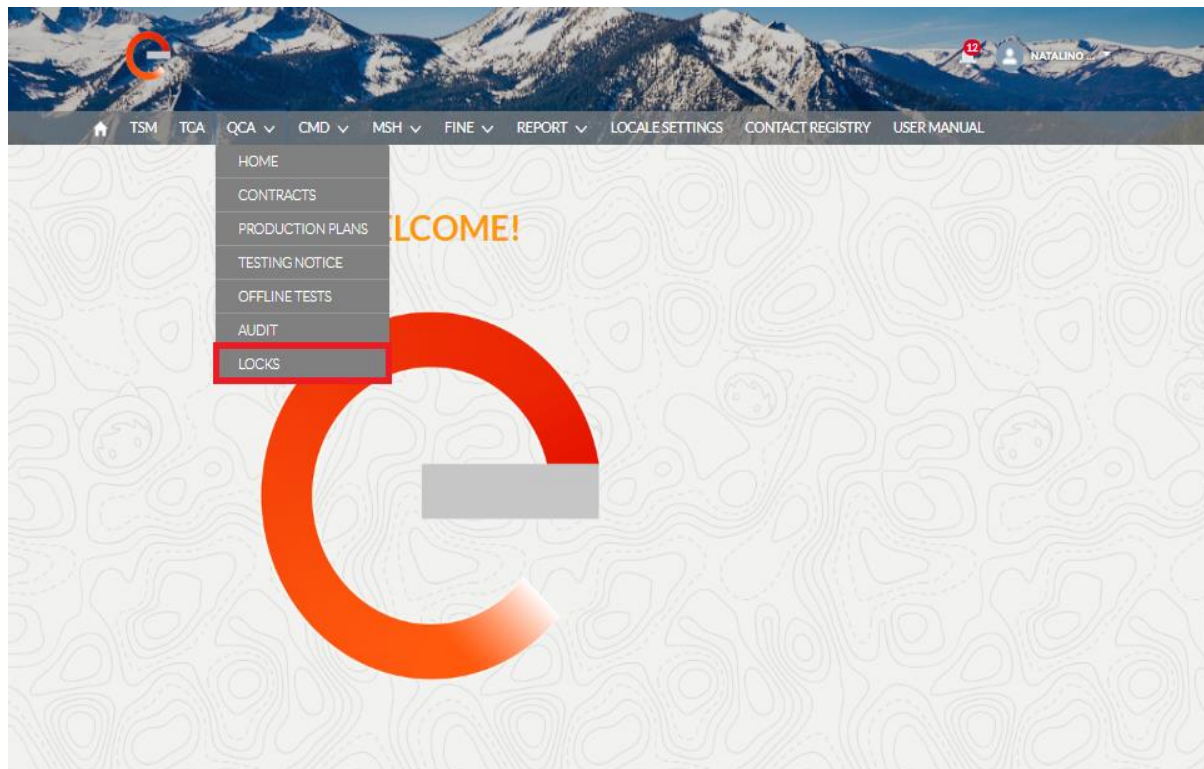 12
NATALINO ...
TSM TCA QCA CMD MSH FINE REPORT LOCALE SETTINGS CONTACT REGISTRY USER MANUAL
HOME
CONTRACTS
PRODUCTION PLANS
LCOME!
TESTING NOTICE
OFFLINE TESTS
AUDIT
LOCKS